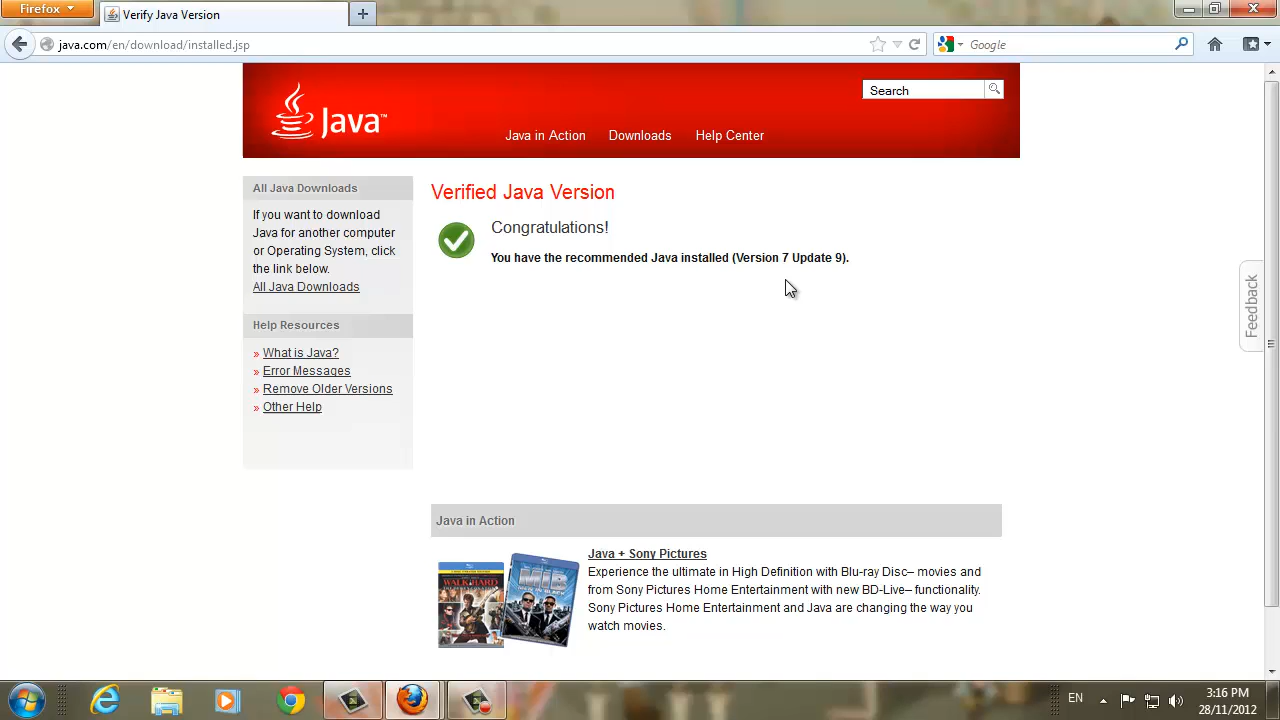 Firefox
Verify Java Version
java.com/en/download/installed.jsp
Google
Java™
Search
Java in Action
Downloads
Help Center
All Java Downloads
If you want to download
Java for another computer
or Operating System, click
the link below.
All Java Downloads
Help Resources
» What is Java?
» Error Messages
» Remove Older Versions
» Other Help
Verified Java Version
Congratulations!
You have the recommended Java installed (Version 7 Update 9).
Feedback
Java in Action
WALK HARD
MIB
Java + Sony Pictures
Experience the ultimate in High Definition with Blu-ray Disc– movies and
from Sony Pictures Home Entertainment with new BD-Live– functionality.
Sony Pictures Home Entertainment and Java are changing the way you
watch movies.
EN
3:16 PM
28/11/2012